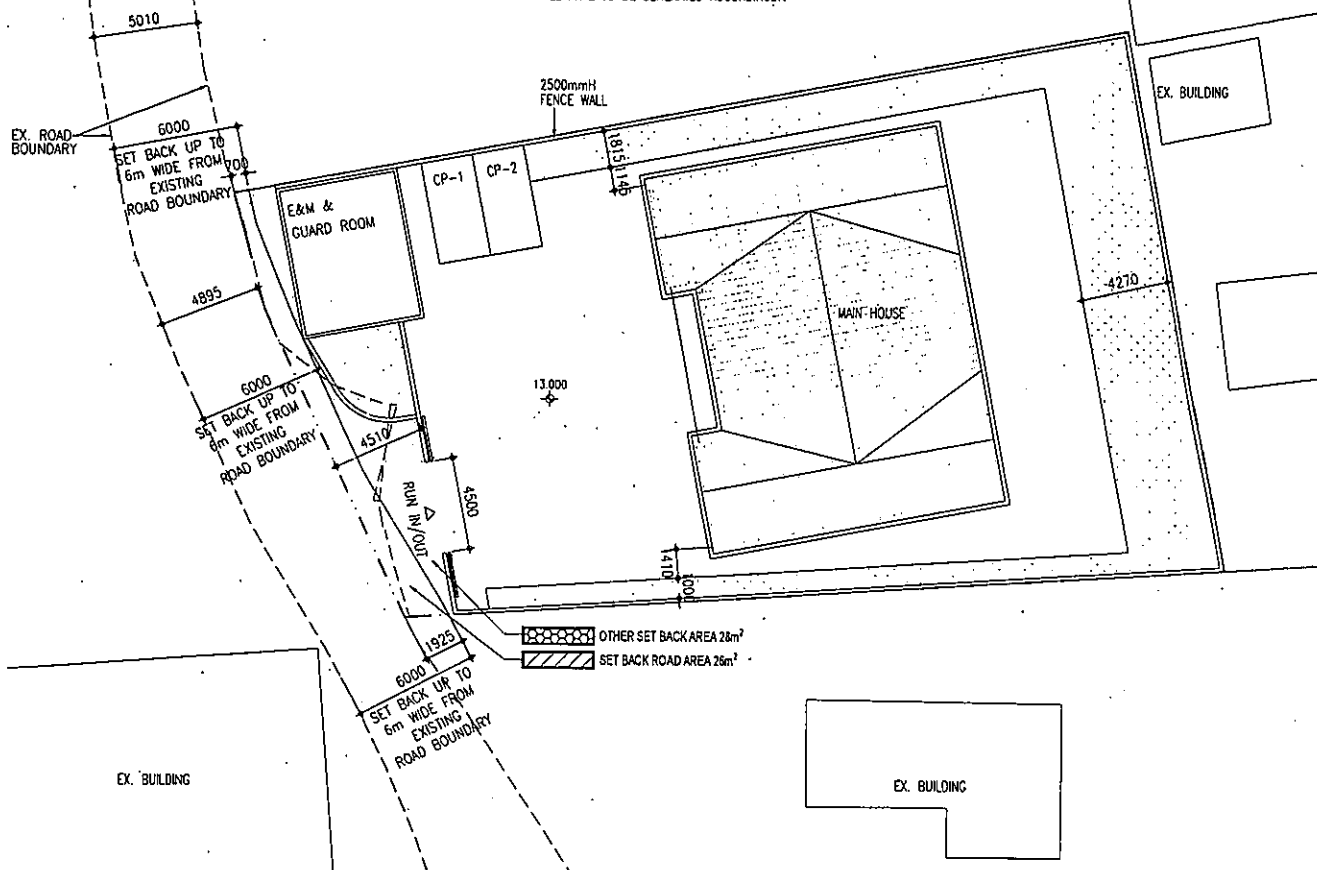 5010
2500mmH
FENCE WALL
EX. BUILDING
EX. ROAD
BOUNDARY
6000
SET BACK UP TO
6m WIDE FROM
EXISTING
ROAD BOUNDARY
700
1815
1145
CP-1
CP-2
E&M &
GUARD ROOM
4895
4270
MAIN HOUSE
13.000
6000
SET BACK UP TO
6m WIDE FROM
EXISTING
ROAD BOUNDARY
4510
RUN IN/OUT
4500
1410
1000
1925
OTHER SET BACK AREA 28m²
SET BACK ROAD AREA 26m²
6000
SET BACK UP TO
6m WIDE FROM
EXISTING
ROAD BOUNDARY
EX. BUILDING
EX. BUILDING